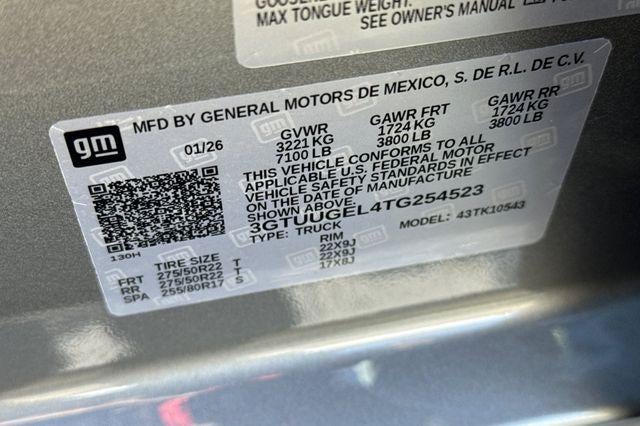 MAX TONGUE WEIGHT.
SEE OWNER'S MANUAL
gm
MFD BY GENERAL MOTORS DE MEXICO, S. DE R.L. DE C.V.
01/26
GVWR GAWR FRT GAWR RR
3221 KG 1724 KG 1724 KG
7100 LB 3800 LB 3800 LB
THIS VEHICLE CONFORMS TO ALL
APPLICABLE U.S. FEDERAL MOTOR
VEHICLE SAFETY STANDARDS IN EFFECT
ON THE DATE OF MANUFACTURE
SHOWN ABOVE.
3GTUUGEL4TG254523
TYPE: TRUCK MODEL: 43TK10543
130H
TIRE SIZE RIM
FRT 275/50R22 T 22X9J
RR 275/50R22 T 22X9J
SPA 255/80R17 S 17X8J